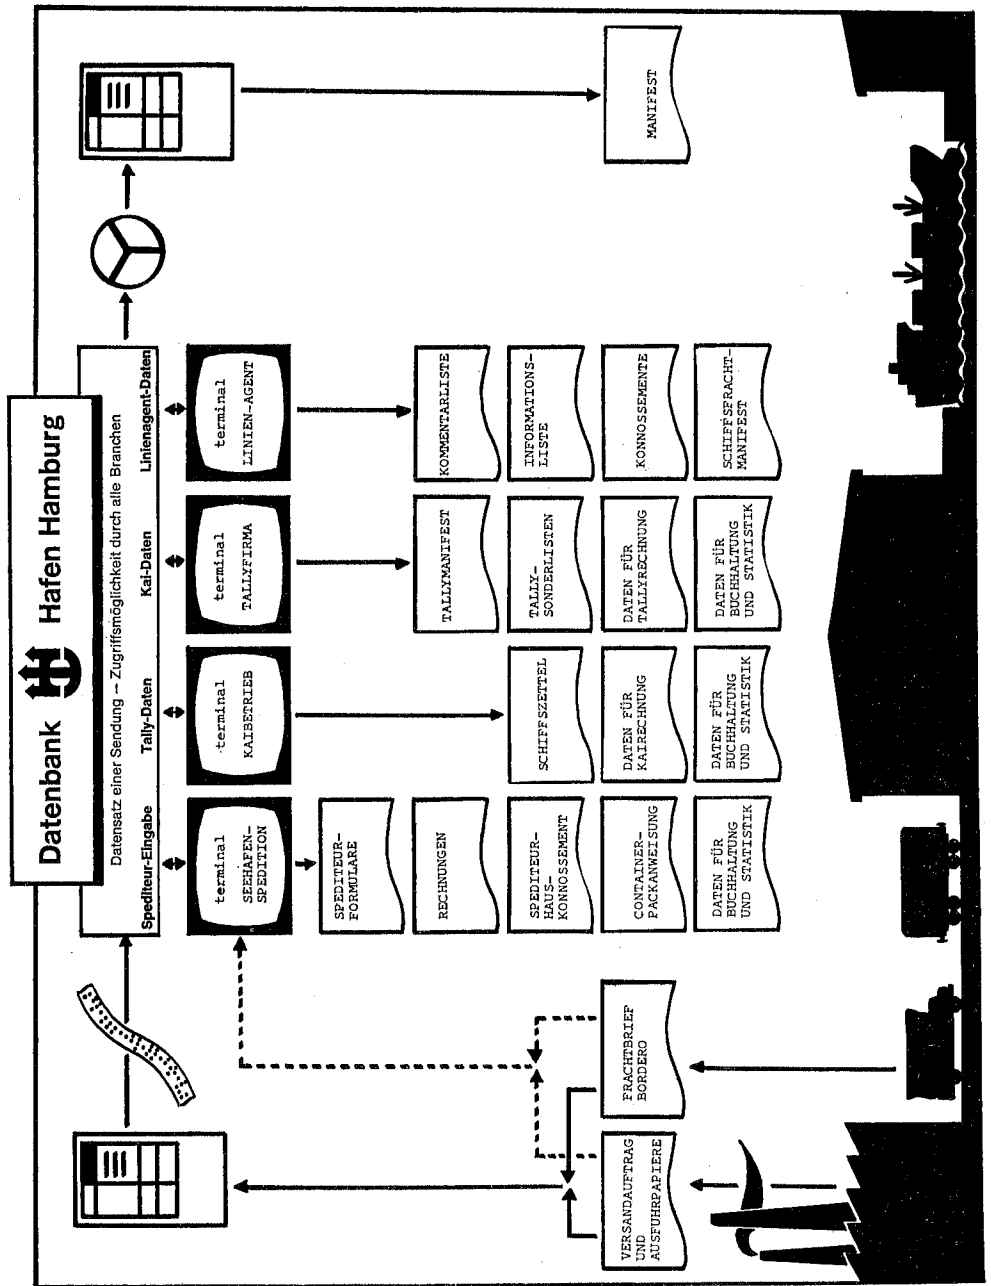 Datenbank Hafen Hamburg
Datensatz einer Sendung – Zugriffsmöglichkeit durch alle Branchen
Spediteur-Eingabe Tally-Daten Kai-Daten Linienagent-Daten
terminal
SEEHAFEN-
SPEDITION
terminal
KAIBETRIEB
terminal
TALLYFIRMA
terminal
LINIEN-AGENT
SPEDITEUR-
FORMULARE
RECHNUNGEN
SPEDITEUR-
HAUS-
KONNOSSEMENT
CONTAINER-
PACKANWEISUNG
DATEN FÜR
BUCHHALTUNG
UND STATISTIK
SCHIFFSZETTEL
DATEN FÜR
KAIRECHNUNG
DATEN FÜR
BUCHHALTUNG
UND STATISTIK
TALLYMANIFEST
TALLY-
SONDERLISTEN
DATEN FÜR
TALLYRECHNUNG
DATEN FÜR
BUCHHALTUNG
UND STATISTIK
KOMMENTARLISTE
INFORMATIONS-
LISTE
KONNOSSEMENTE
SCHIFFSFRACHT-
MANIFEST
MANIFEST
VERSANDAUFTRAG
UND
AUSFUHRPAPIERE
FRACHTBRIEF
BORDERO